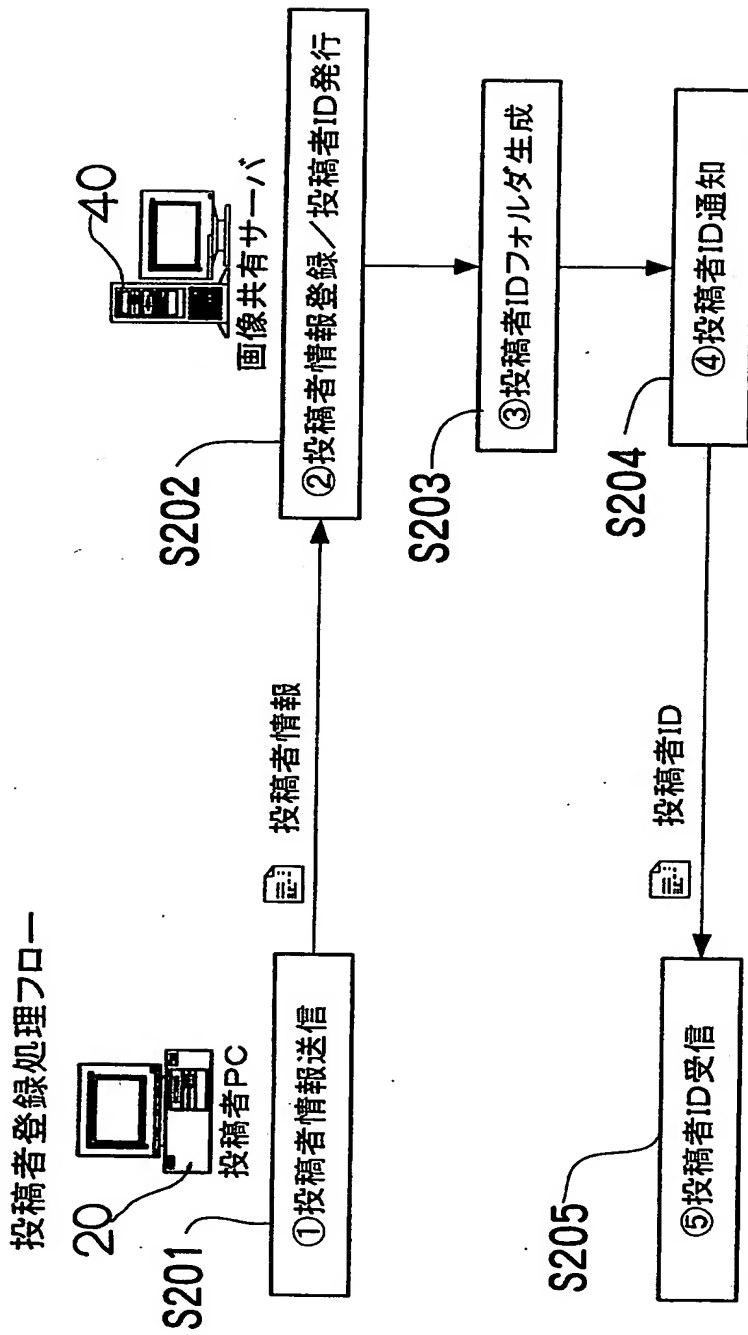 投稿者登録処理フロー
20
投稿者PC
40
画像共有サーバ
S201
①投稿者情報送信
投稿者情報
S202
②投稿者情報登録／投稿者ID発行
S203
③投稿者IDフォルダ生成
S204
④投稿者ID通知
投稿者ID
S205
⑤投稿者ID受信